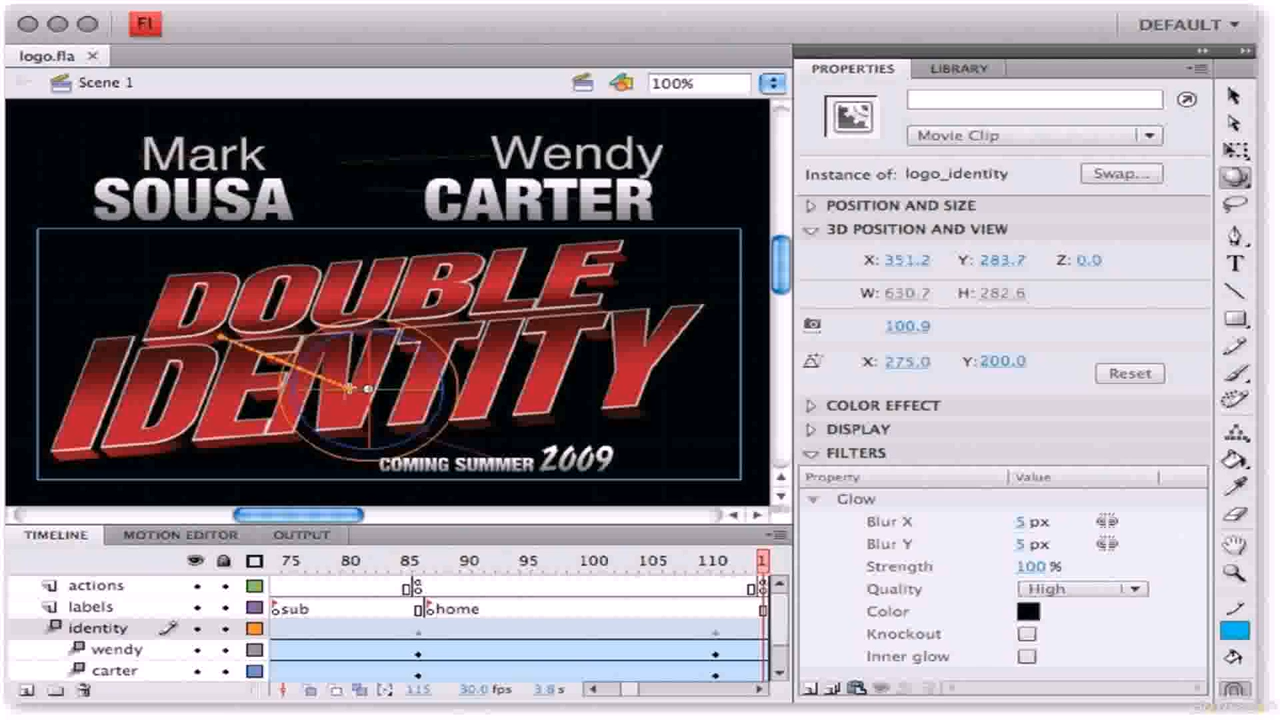 Fl
DEFAULT
logo.fla
Scene 1
100%
Mark
SOUSA
Wendy
CARTER
DOUBLE
IDENTITY
COMING SUMMER 2009
TIMELINE
MOTION EDITOR
OUTPUT
75 80 85 90 95 100 105 110 1
actions
labels
sub
home
identity
wendy
carter
115 30.0 fps 3.8 s
PROPERTIES
LIBRARY
Movie Clip
Instance of: logo_identity
Swap...
POSITION AND SIZE
3D POSITION AND VIEW
X: 351.2 Y: 283.7 Z: 0.0
W: 630.7 H: 282.6
100.9
X: 275.0 Y: 200.0
Reset
COLOR EFFECT
DISPLAY
FILTERS
Property Value
Glow
Blur X 5 px
Blur Y 5 px
Strength 100 %
Quality High
Color
Knockout
Inner glow
T